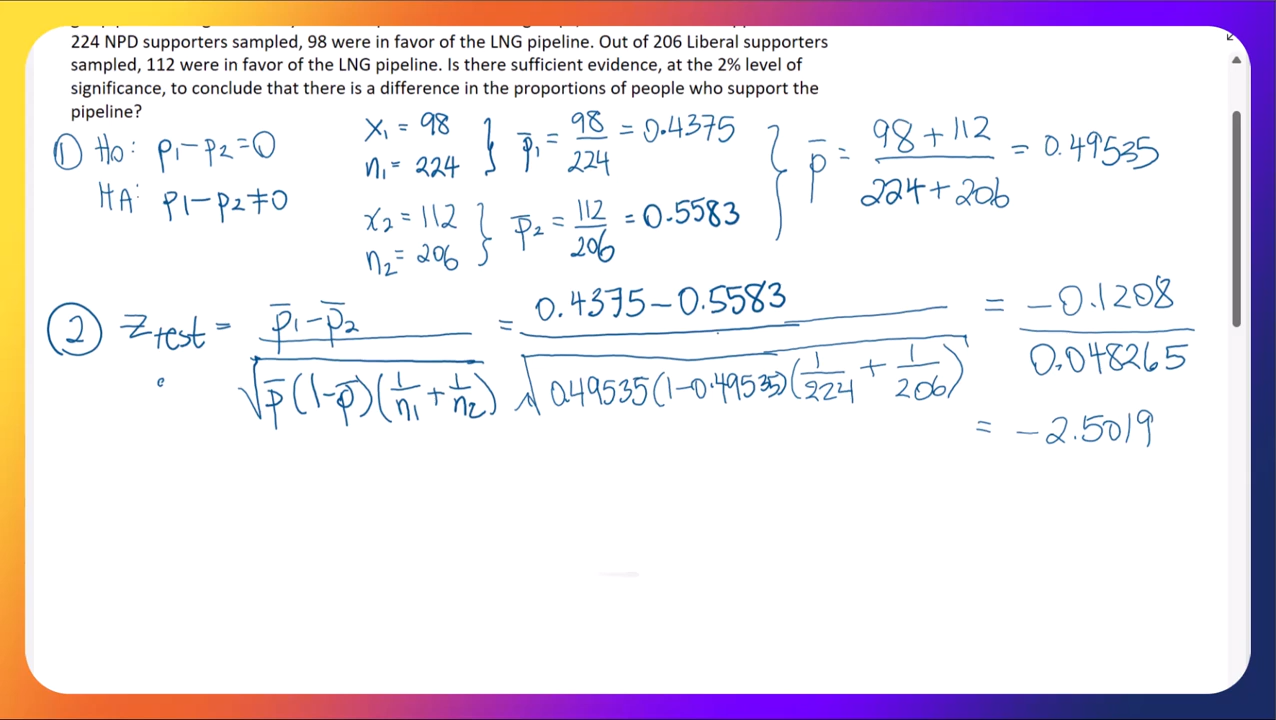 224 NPD supporters sampled, 98 were in favor of the LNG pipeline. Out of 206 Liberal supporters
sampled, 112 were in favor of the LNG pipeline. Is there sufficient evidence, at the 2% level of
significance, to conclude that there is a difference in the proportions of people who support the
pipeline?
① Ho: p₁-p₂=0
HA: p₁-p₂≠0
x₁ = 98
n₁ = 224
} p̄₁ = 98/224 = 0.4375
x₂ = 112
n₂ = 206
} p̄₂ = 112/206 = 0.5583
} p̄ = (98+112)/(224+206) = 0.49535
② Ztest = (p̄₁-p̄₂)/√(p̄(1-p̄)(1/n₁+1/n₂)) = (0.4375-0.5583)/√(0.49535(1-0.49535)(1/224+1/206)) = -0.1208/0.048265
= -2.5019